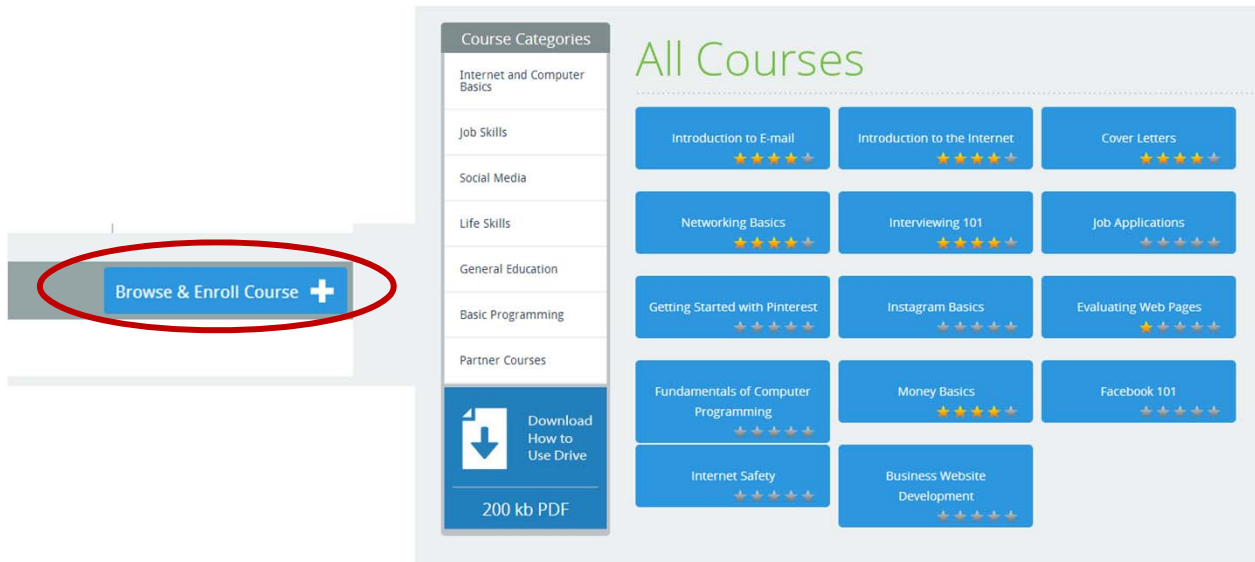 Browse & Enroll Course
Course Categories
Internet and Computer
Basics
Job Skills
Social Media
Life Skills
General Education
Basic Programming
Partner Courses
Download
How to
Use Drive
200 kb PDF
All Courses
Introduction to E-mail
Introduction to the Internet
Cover Letters
Networking Basics
Interviewing 101
Job Applications
Getting Started with Pinterest
Instagram Basics
Evaluating Web Pages
Fundamentals of Computer
Programming
Money Basics
Facebook 101
Internet Safety
Business Website
Development